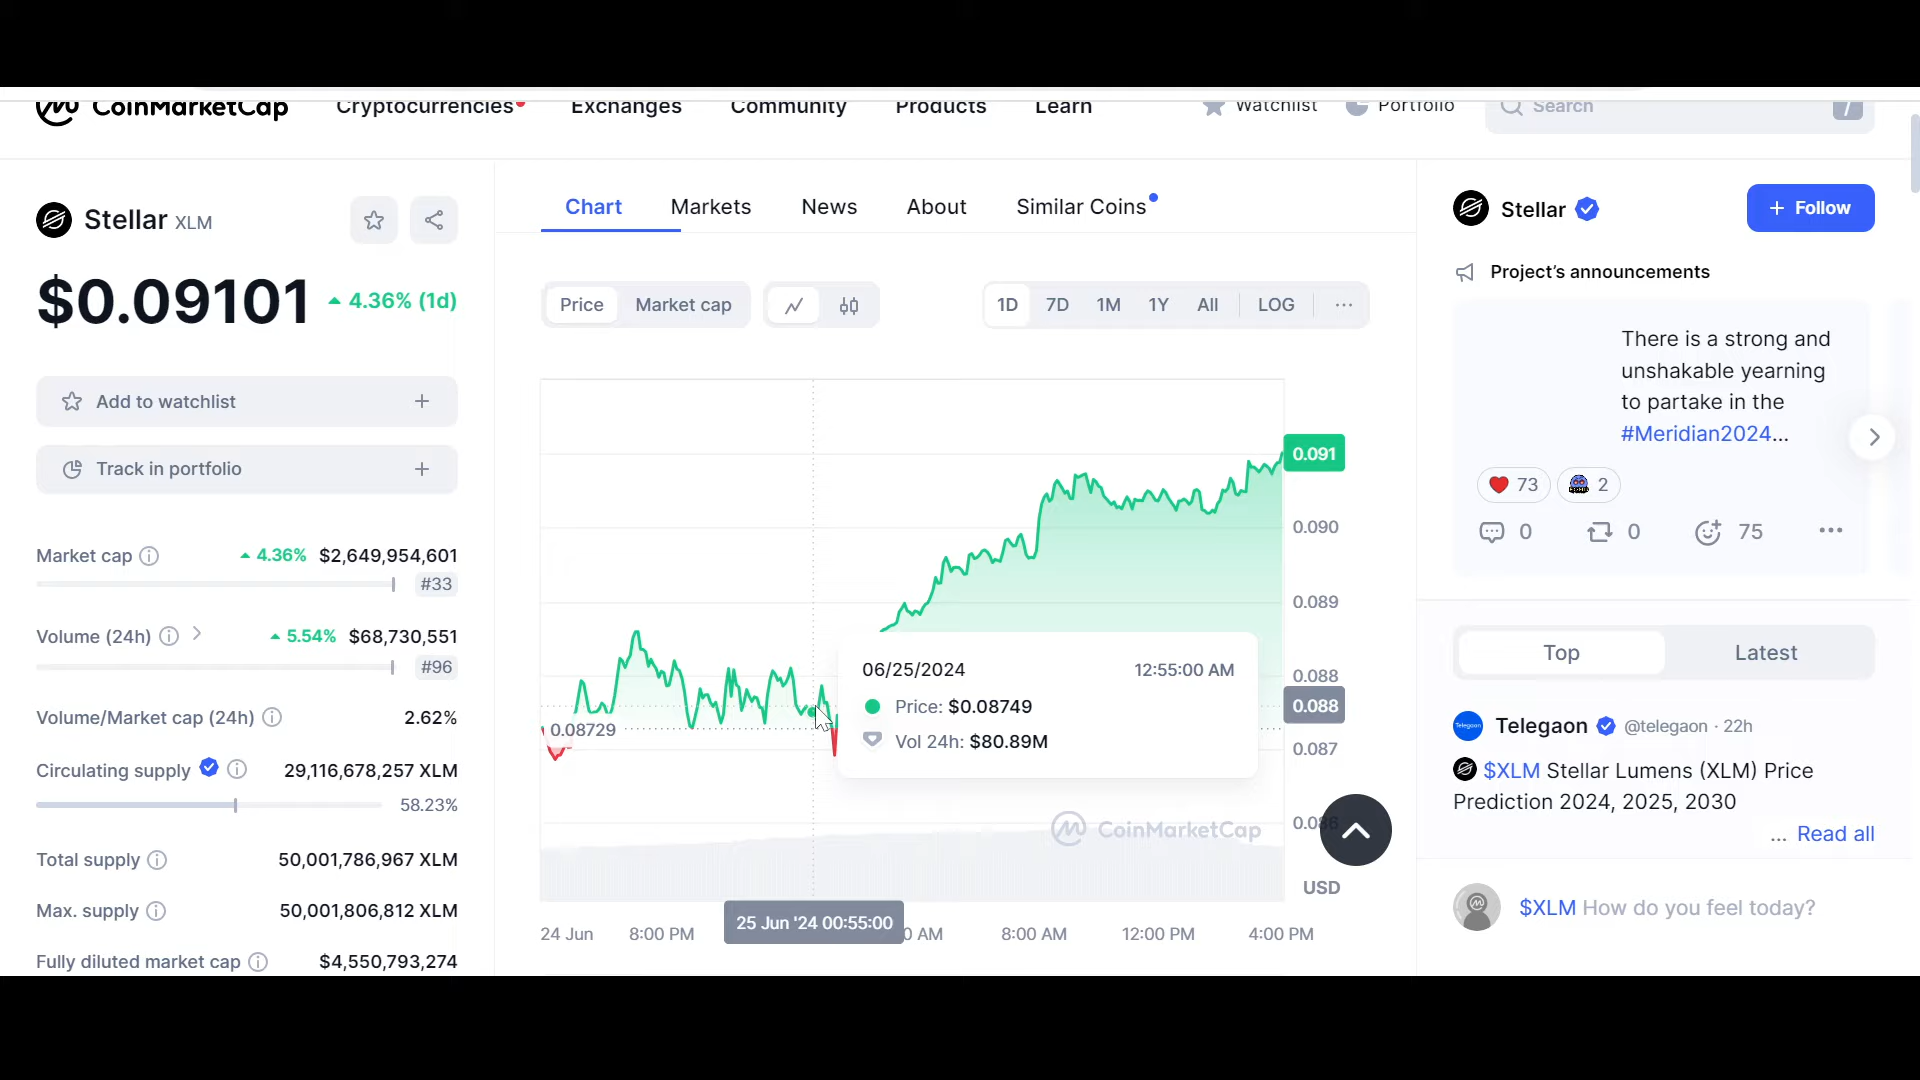 CoinMarketCap
Cryptocurrencies Exchanges Community Products Learn
Watchlist Portfolio Search /
Stellar XLM
$0.09101 4.36% (1d)
Add to watchlist +
Track in portfolio +
Market cap 4.36% $2,649,954,601
#33
Volume (24h) 5.54% $68,730,551
#96
Volume/Market cap (24h) 2.62%
Circulating supply 29,116,678,257 XLM
58.23%
Total supply 50,001,786,967 XLM
Max. supply 50,001,806,812 XLM
Fully diluted market cap $4,550,793,274
Chart Markets News About Similar Coins
Price Market cap
1D 7D 1M 1Y All LOG ...
0.091
0.090
0.089
0.088
0.088
0.087
USD
0.08729
06/25/2024 12:55:00 AM
Price: $0.08749
Vol 24h: $80.89M
CoinMarketCap
24 Jun 8:00 PM 25 Jun '24 00:55:00 0 AM 8:00 AM 12:00 PM 4:00 PM
Stellar + Follow
Project's announcements
There is a strong and
unshakable yearning
to partake in the
#Meridian2024...
73 2
0 0 75 ...
Top Latest
Telegaon @telegaon · 22h
$XLM Stellar Lumens (XLM) Price
Prediction 2024, 2025, 2030
... Read all
$XLM How do you feel today?